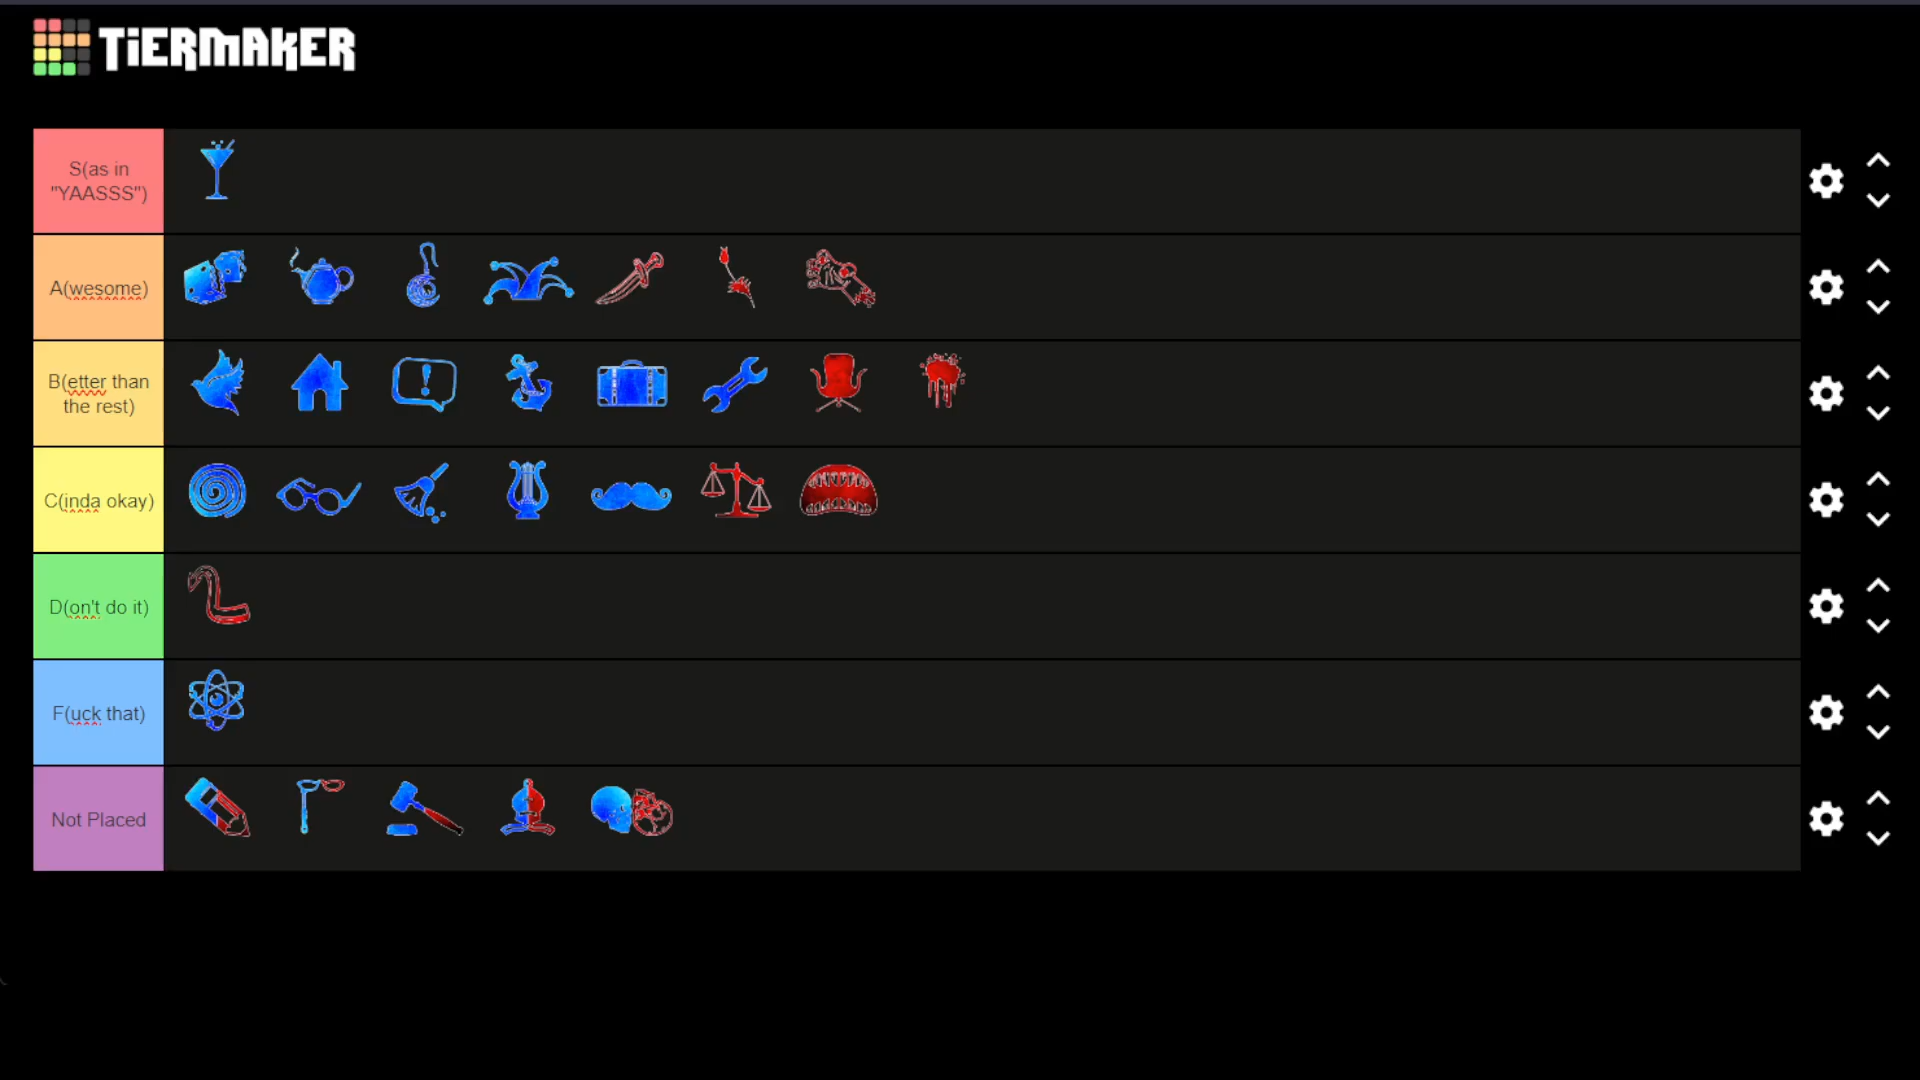 TIERMAKER
S(as in
"YAASSS")
A(wesome)
B(etter than
the rest)
C(inda okay)
D(on't do it)
F(uck that)
Not Placed